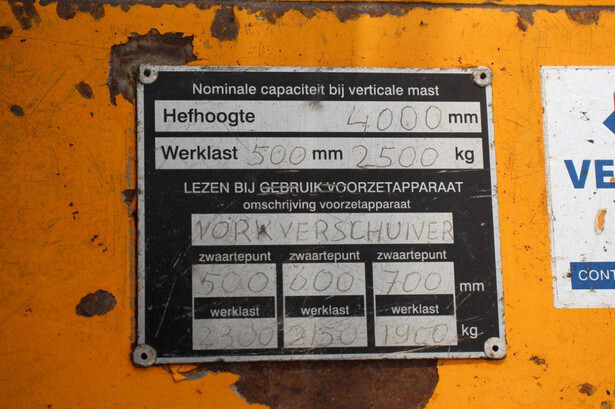 Nominale capaciteit bij verticale mast
Hefhoogte 4000 mm
Werklast 500 mm 2500 kg
LEZEN BIJ GEBRUIK VOORZETAPPARAAT
omschrijving voorzetapparaat
VORKVERSCHUIVER
zwaartepunt zwaartepunt zwaartepunt
500 600 700 mm
werklast werklast werklast
2300 2150 1900 kg
VE
CONT